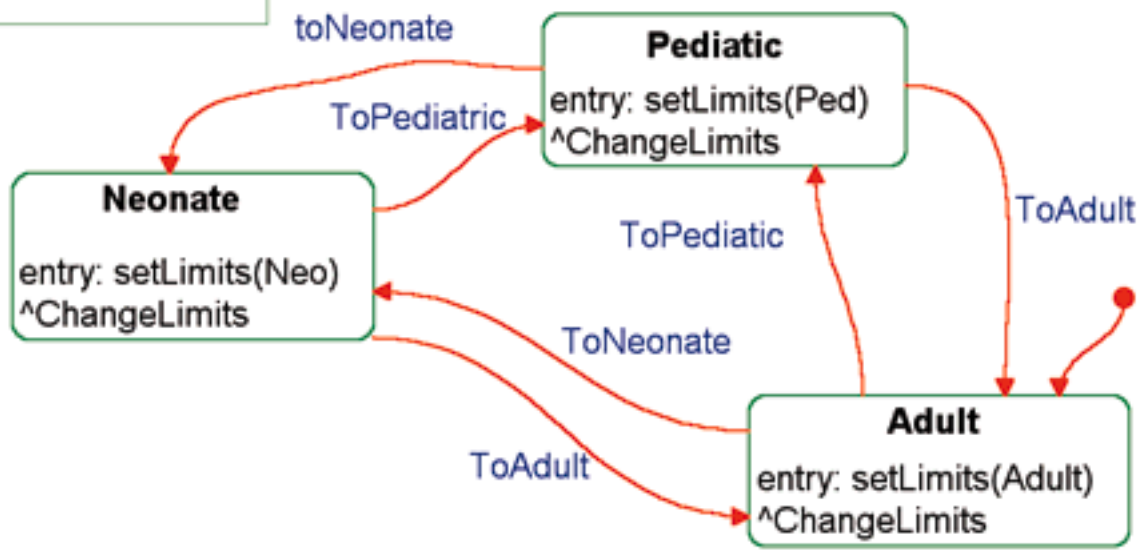 toNeonate
Pediatic
entry: setLimits(Ped)
^ChangeLimits
ToPediatric
Neonate
entry: setLimits(Neo)
^ChangeLimits
ToPediatic
ToAdult
ToNeonate
ToAdult
Adult
entry: setLimits(Adult)
^ChangeLimits